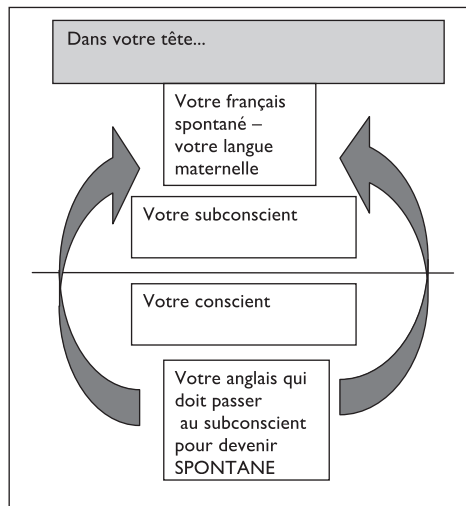 Dans votre tête...
Votre français
spontané –
votre langue
maternelle
Votre subconscient
Votre conscient
Votre anglais qui
doit passer
au subconscient
pour devenir
SPONTANE